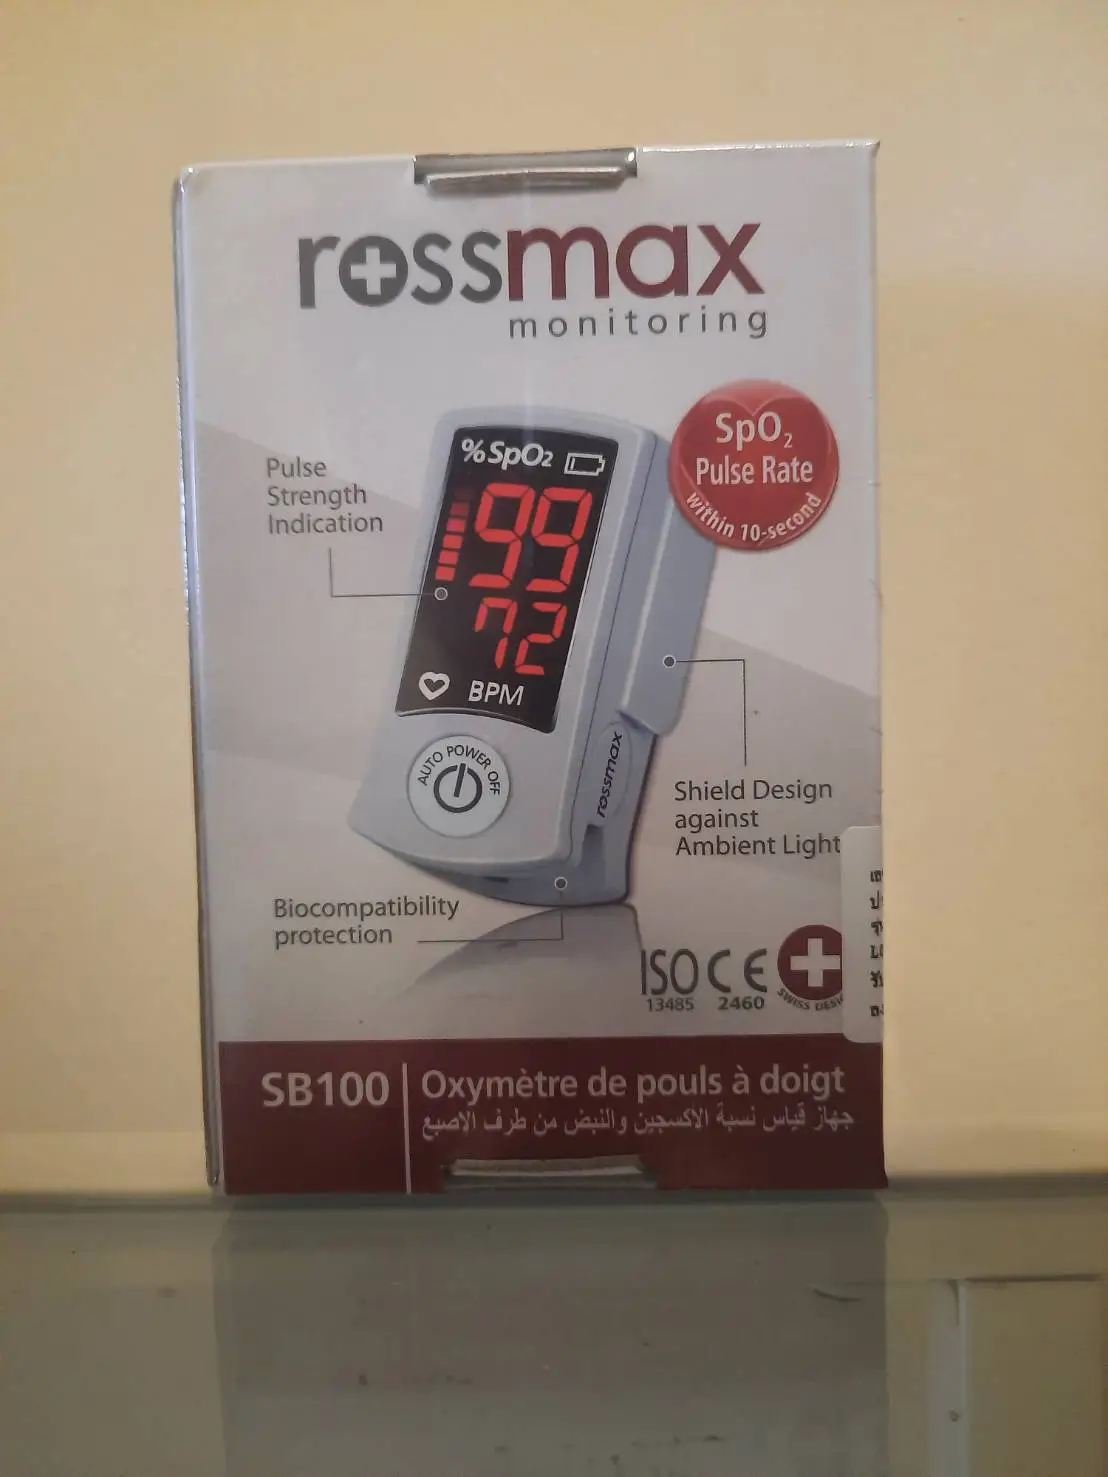 rossmax
monitoring
SpO₂
Pulse Rate
within 10-second
Pulse
Strength
Indication
%SpO₂
99
72
BPM
AUTO POWER OFF
rossmax
Shield Design
against
Ambient Light
Biocompatibility
protection
ISO
13485
CE
2460
SWISS
SB100
Oxymètre de pouls à doigt
جهاز قياس نسبة الاكسجين والنبض من طرف الإصبع